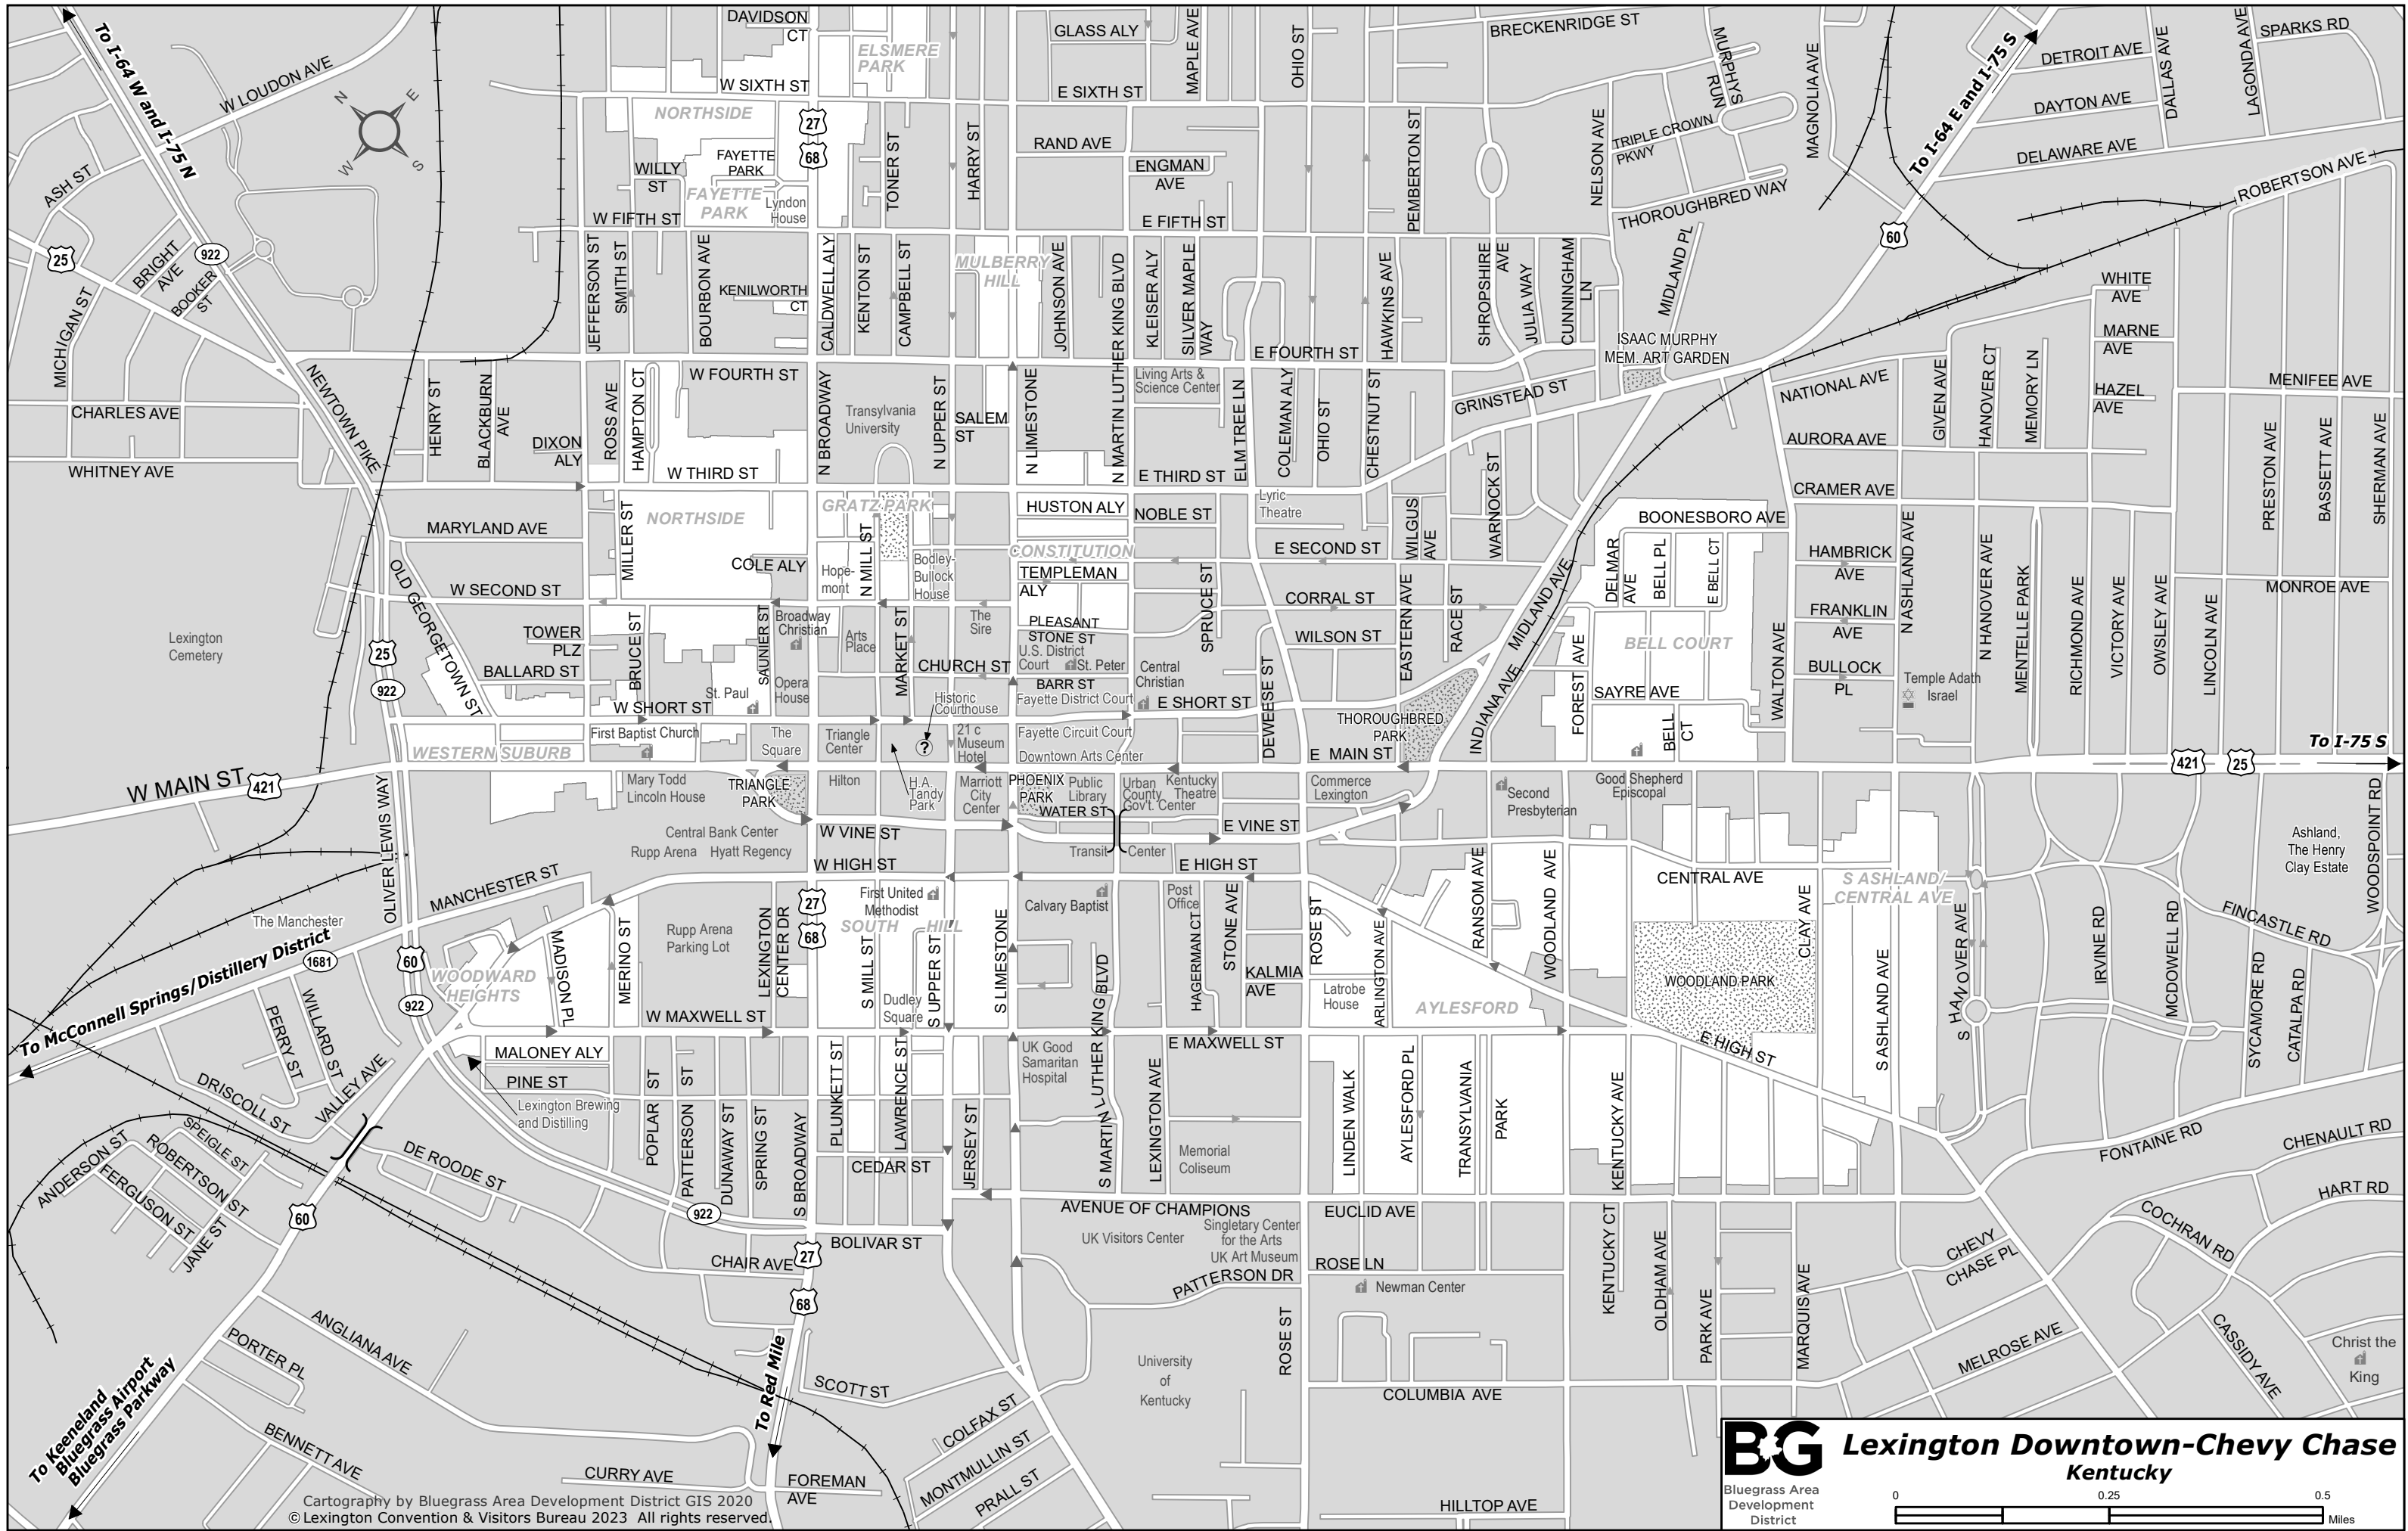 To I-64 W and I-75 N
W LOUDON AVE
DAVIDSON
CT
ELSMERE
PARK
GLASS ALY
MAPLE AVE
OHIO ST
BRECKENRIDGE ST
MURPHYS
RUN
MAGNOLIA AVE
To I-64 E and I-75 S
DETROIT AVE
DALLAS AVE
LAGONDA AVE
SPARKS RD
N
E
W
S
W SIXTH ST
E SIXTH ST
DAYTON AVE
NORTHSIDE
27
68
TONER ST
HARRY ST
RAND AVE
ENGMAN
AVE
PEMBERTON ST
NELSON AVE
TRIPLE CROWN
PKWY
DELAWARE AVE
ROBERTSON AVE
ASH ST
WILLY
ST
FAYETTE
PARK
FAYETTE
PARK
Lyndon
House
W FIFTH ST
E FIFTH ST
THOROUGHBRED WAY
60
25
922
BRIGHT
AVE
BOOKER
ST
MICHIGAN ST
JEFFERSON ST
SMITH ST
BOURBON AVE
KENILWORTH
CT
CALDWELL ALY
KENTON ST
CAMPBELL ST
MULBERRY
HILL
JOHNSON AVE
N MARTIN LUTHER KING BLVD
KLEISER ALY
SILVER MAPLE
WAY
HAWKINS AVE
SHROPSHIRE
AVE
JULIA WAY
CUNNINGHAM
LN
MIDLAND PL
ISAAC MURPHY
MEM. ART GARDEN
WHITE
AVE
MARNE
AVE
HAZEL
AVE
MENIFEE AVE
NEWTOWN PIKE
CHARLES AVE
WHITNEY AVE
HENRY ST
BLACKBURN
AVE
DIXON
ALY
ROSS AVE
HAMPTON CT
W FOURTH ST
E FOURTH ST
N BROADWAY
Transylvania
University
N UPPER ST
SALEM
ST
N LIMESTONE
Living Arts &
Science Center
ELM TREE LN
COLEMAN ALY
OHIO ST
CHESTNUT ST
GRINSTEAD ST
NATIONAL AVE
GIVEN AVE
HANOVER CT
MEMORY LN
AURORA AVE
W THIRD ST
E THIRD ST
CRAMER AVE
PRESTON AVE
BASSETT AVE
SHERMAN AVE
MARYLAND AVE
MILLER ST
NORTHSIDE
GRATZ PARK
HUSTON ALY
NOBLE ST
Lyric
Theatre
WILGUS
AVE
WARNOCK ST
BOONESBORO AVE
OLD GEORGETOWN ST
COLE ALY
Hope-
mont
N MILL ST
Bodley-
Bullock
House
CONSTITUTION
TEMPLEMAN
ALY
E SECOND ST
W SECOND ST
SPRUCE ST
CORRAL ST
WILSON ST
EASTERN AVE
RACE ST
MIDLAND AVE
DELMAR
AVE
BELL PL
E BELL CT
HAMBRICK
AVE
FRANKLIN
AVE
BULLOCK
PL
N ASHLAND AVE
N HANOVER AVE
MENTELLE PARK
RICHMOND AVE
VICTORY AVE
OWSLEY AVE
LINCOLN AVE
MONROE AVE
Lexington
Cemetery
25
922
TOWER
PLZ
BALLARD ST
BRUCE ST
SAUNIER ST
Broadway
Christian
Arts
Place
MARKET ST
The
Sire
PLEASANT
STONE ST
U.S. District
Court
St. Peter
CHURCH ST
BARR ST
Central
Christian
BELL COURT
FOREST AVE
SAYRE AVE
WALTON AVE
Temple Adath
Israel
St. Paul
Opera
House
Historic
Courthouse
Fayette District Court
W SHORT ST
E SHORT ST
DEWEESE ST
THOROUGHBRED
PARK
INDIANA AVE
BELL
CT
First Baptist Church
The
Square
Triangle
Center
?
21 c
Museum
Hotel
Fayette Circuit Court
Downtown Arts Center
E MAIN ST
To I-75 S
421
25
WESTERN SUBURB
W MAIN ST
421
OLIVER LEWIS WAY
Mary Todd
Lincoln House
TRIANGLE
PARK
Hilton
H.A.
Tandy
Park
Marriott
City
Center
PHOENIX
PARK
Public
Library
Urban
County
Gov't. Center
Kentucky
Theatre
Commerce
Lexington
Second
Presbyterian
Good Shepherd
Episcopal
WOODSPOINT RD
WATER ST
Central Bank Center
Rupp Arena
Hyatt Regency
W VINE ST
E VINE ST
Transit
Center
W HIGH ST
E HIGH ST
Ashland,
The Henry
Clay Estate
MANCHESTER ST
The Manchester
To McConnell Springs/Distillery District
1681
60
922
WOODWARD
HEIGHTS
MADISON PL
MERINO ST
Rupp Arena
Parking Lot
LEXINGTON
CENTER DR
27
68
First United
Methodist
SOUTH HILL
S MILL ST
S UPPER ST
S LIMESTONE
Calvary Baptist
Post
Office
HAGERMAN CT
STONE AVE
KALMIA
AVE
ROSE ST
Latrobe
House
ARLINGTON AVE
RANSOM AVE
WOODLAND AVE
AYLESFORD
CENTRAL AVE
WOODLAND PARK
CLAY AVE
S ASHLAND/
CENTRAL AVE
S ASHLAND AVE
S HANOVER AVE
IRVINE RD
MCDOWELL RD
FINCASTLE RD
SYCAMORE RD
CATALPA RD
PERRY ST
WILLARD ST
VALLEY AVE
DRISCOLL ST
W MAXWELL ST
Dudley
Square
E MAXWELL ST
E HIGH ST
MALONEY ALY
PINE ST
Lexington Brewing
and Distilling
POPLAR ST
PATTERSON ST
DUNAWAY ST
SPRING ST
S BROADWAY
PLUNKETT ST
LAWRENCE ST
CEDAR ST
JERSEY ST
UK Good
Samaritan
Hospital
S MARTIN LUTHER KING BLVD
LEXINGTON AVE
Memorial
Coliseum
LINDEN WALK
AYLESFORD PL
TRANSYLVANIA
PARK
KENTUCKY AVE
FONTAINE RD
CHENAULT RD
HART RD
ANDERSON ST
SPEIGLE ST
ROBERTSON ST
FERGUSON ST
JANE ST
60
DE ROODE ST
922
BOLIVAR ST
CHAIR AVE
27
68
AVENUE OF CHAMPIONS
EUCLID AVE
UK Visitors Center
Singletary Center
for the Arts
UK Art Museum
PATTERSON DR
ROSE LN
Newman Center
ROSE ST
KENTUCKY CT
OLDHAM AVE
PARK AVE
MARQUIS AVE
CHEVY
CHASE PL
COCHRAN RD
MELROSE AVE
CASSIDY AVE
Christ the
King
PORTER PL
ANGLIANA AVE
To Keeneland
Bluegrass Airport
Bluegrass Parkway
BENNETT AVE
CURRY AVE
To Red Mile
SCOTT ST
FOREMAN
AVE
COLFAX ST
MONTMULLIN ST
PRALL ST
University
of
Kentucky
COLUMBIA AVE
HILLTOP AVE
Cartography by Bluegrass Area Development District GIS 2020
©Lexington Convention & Visitors Bureau 2023 All rights reserved.
BG
Bluegrass Area
Development
District
Lexington Downtown-Chevy Chase
Kentucky
0
0.25
0.5
Miles